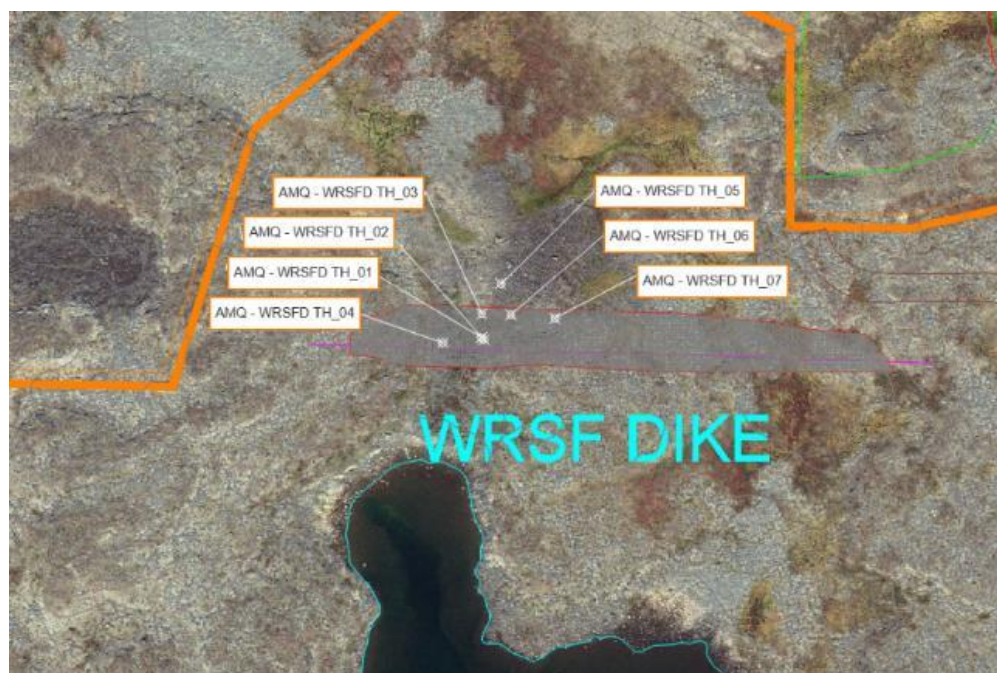 AMQ - WRSFD TH_03
AMQ - WRSFD TH_05
AMQ - WRSFD TH_02
AMQ - WRSFD TH_06
AMQ - WRSFD TH_01
AMQ - WRSFD TH_07
AMQ - WRSFD TH_04
WRSF DIKE